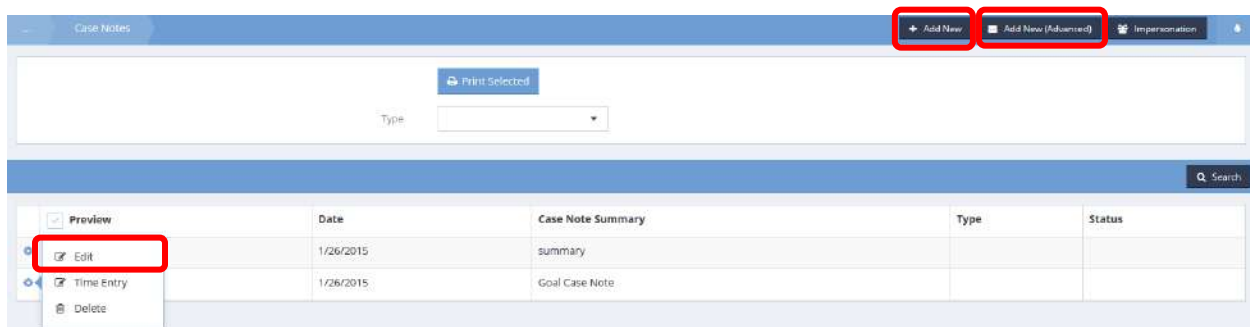 ... Case Notes + Add New Add New (Advanced) Impersonation
Print Selected
Type
Search
Preview Date Case Note Summary Type Status
Edit 1/26/2015 summary
Time Entry 1/26/2015 Goal Case Note
Delete